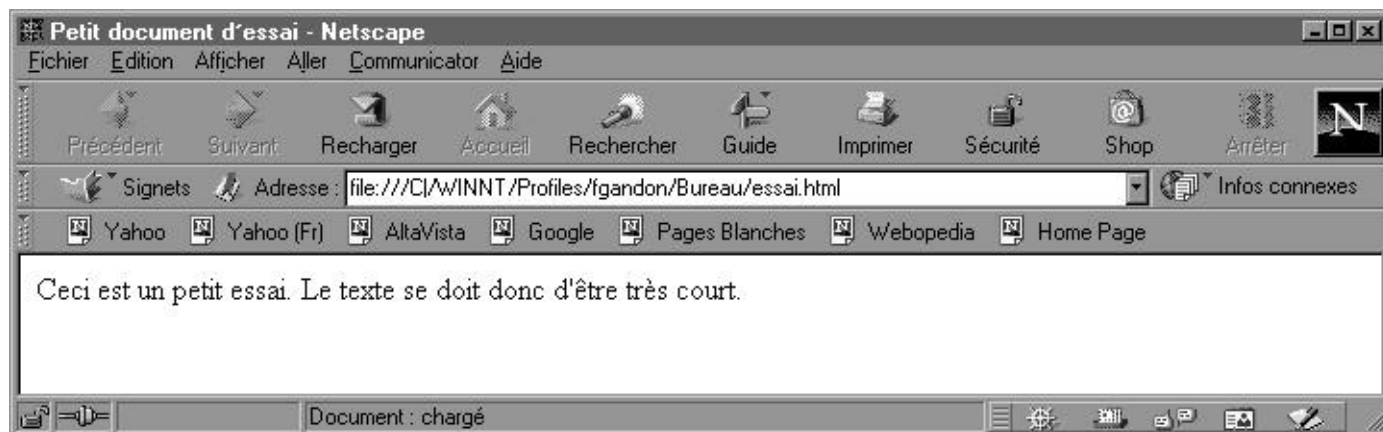 Petit document d'essai - Netscape
Fichier Edition Afficher Aller Communicator Aide
Précédent Suivant Recharger Accueil Rechercher Guide Imprimer Sécurité Shop Arrêter N
Signets Adresse : file:///C|/WINNT/Profiles/fgandon/Bureau/essai.html Infos connexes
Yahoo Yahoo (Fr) AltaVista Google Pages Blanches Webopedia Home Page
Ceci est un petit essai. Le texte se doit donc d'être très court.
Document : chargé